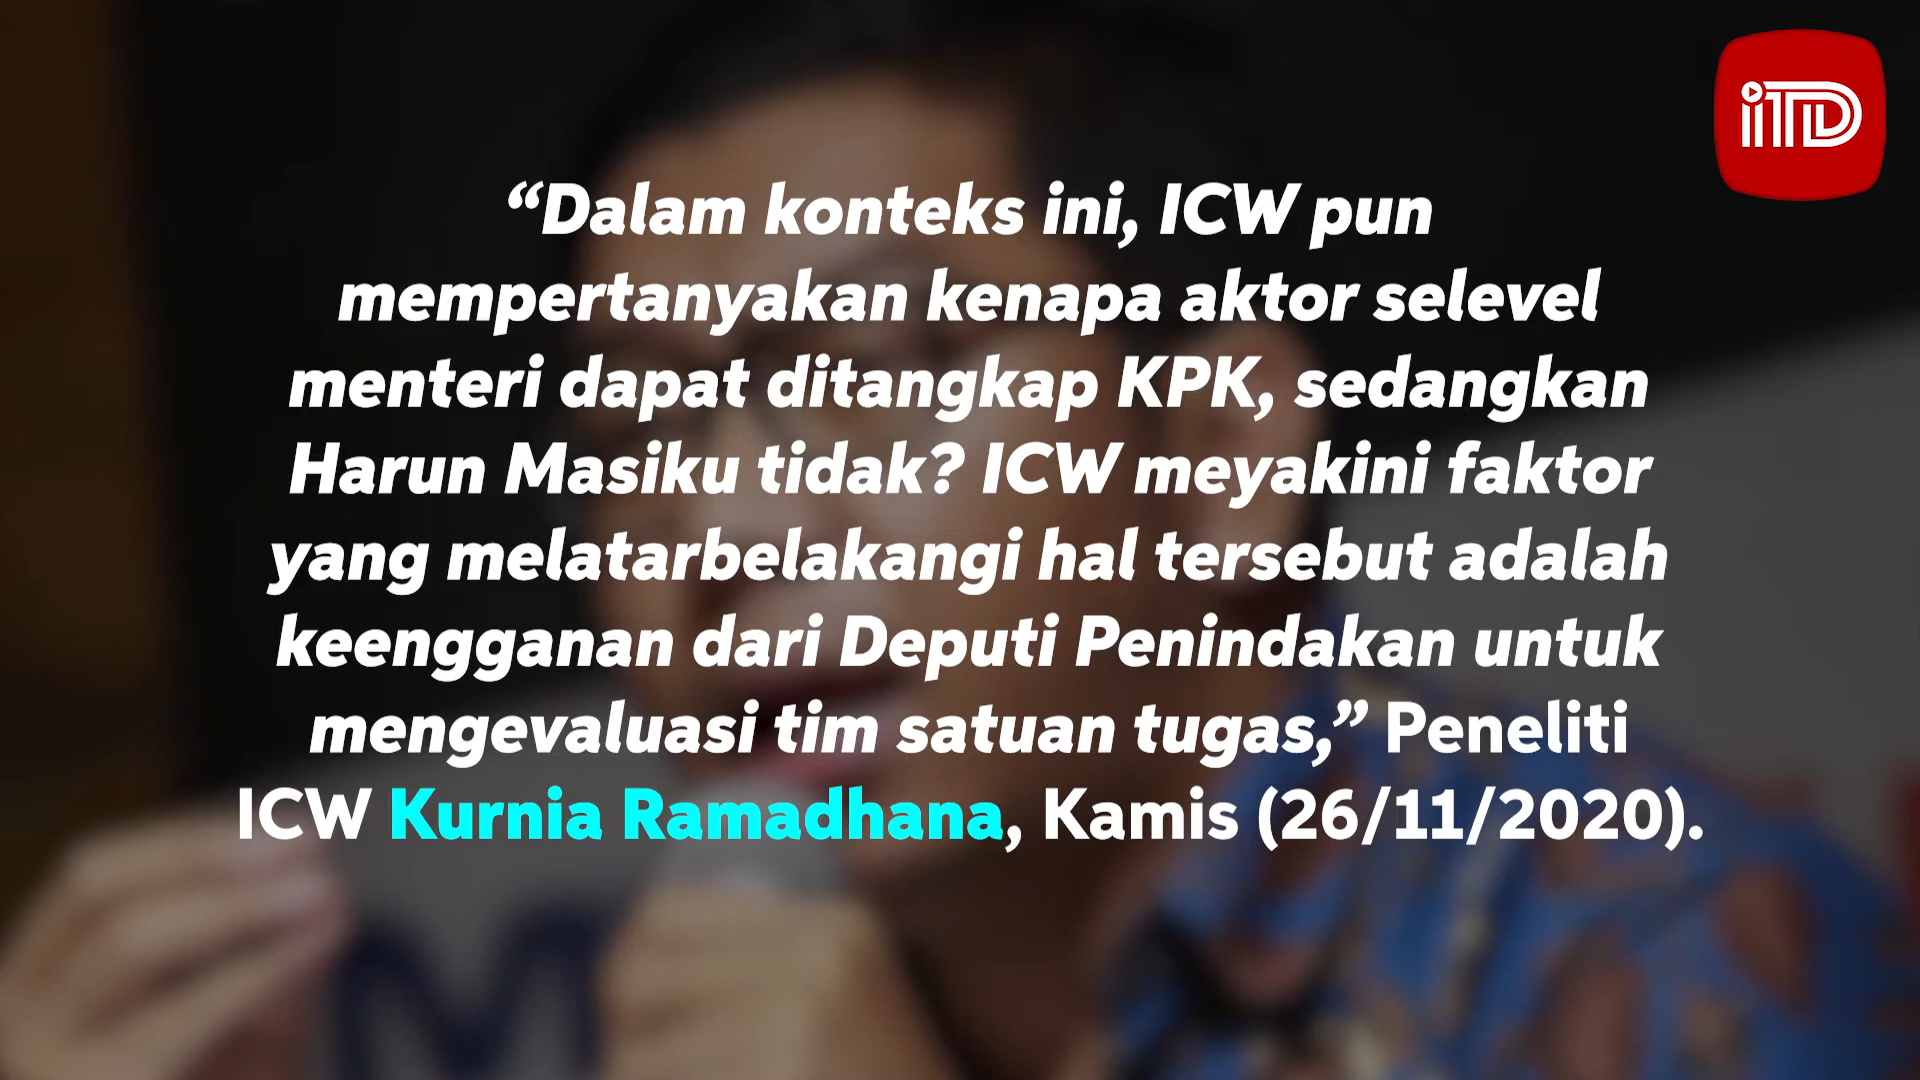 iTD
“Dalam konteks ini, ICW pun
mempertanyakan kenapa aktor selevel
menteri dapat ditangkap KPK, sedangkan
Harun Masiku tidak? ICW meyakini faktor
yang melatarbelakangi hal tersebut adalah
keengganan dari Deputi Penindakan untuk
mengevaluasi tim satuan tugas,” Peneliti
ICW Kurnia Ramadhana, Kamis (26/11/2020).
M